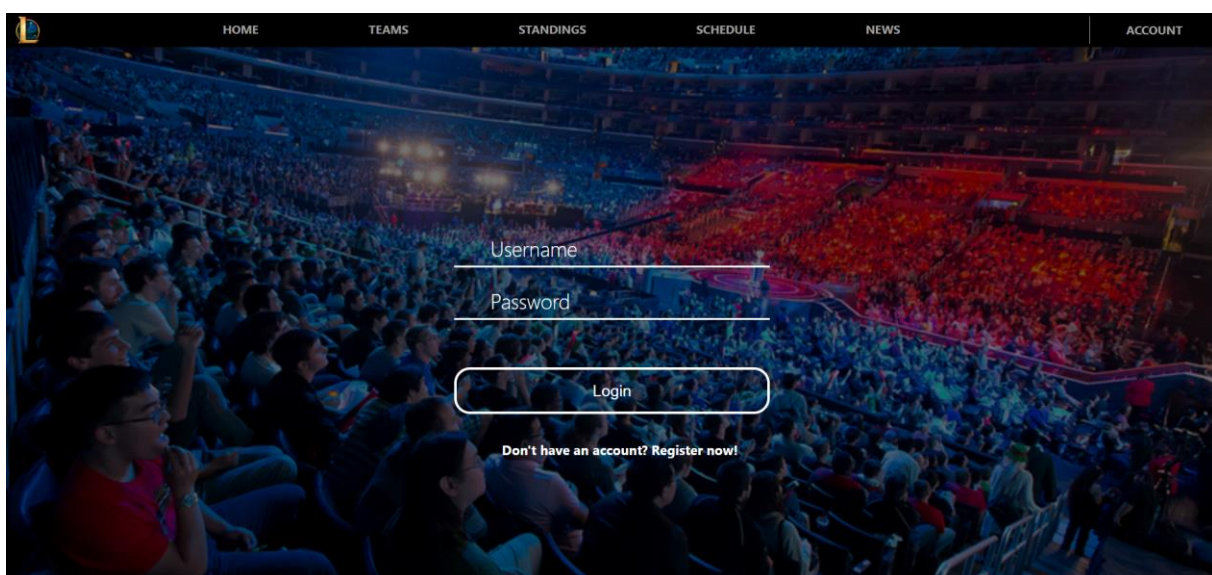 HOME
TEAMS
STANDINGS
SCHEDULE
NEWS
ACCOUNT
Username
Password
Login
Don't have an account? Register now!